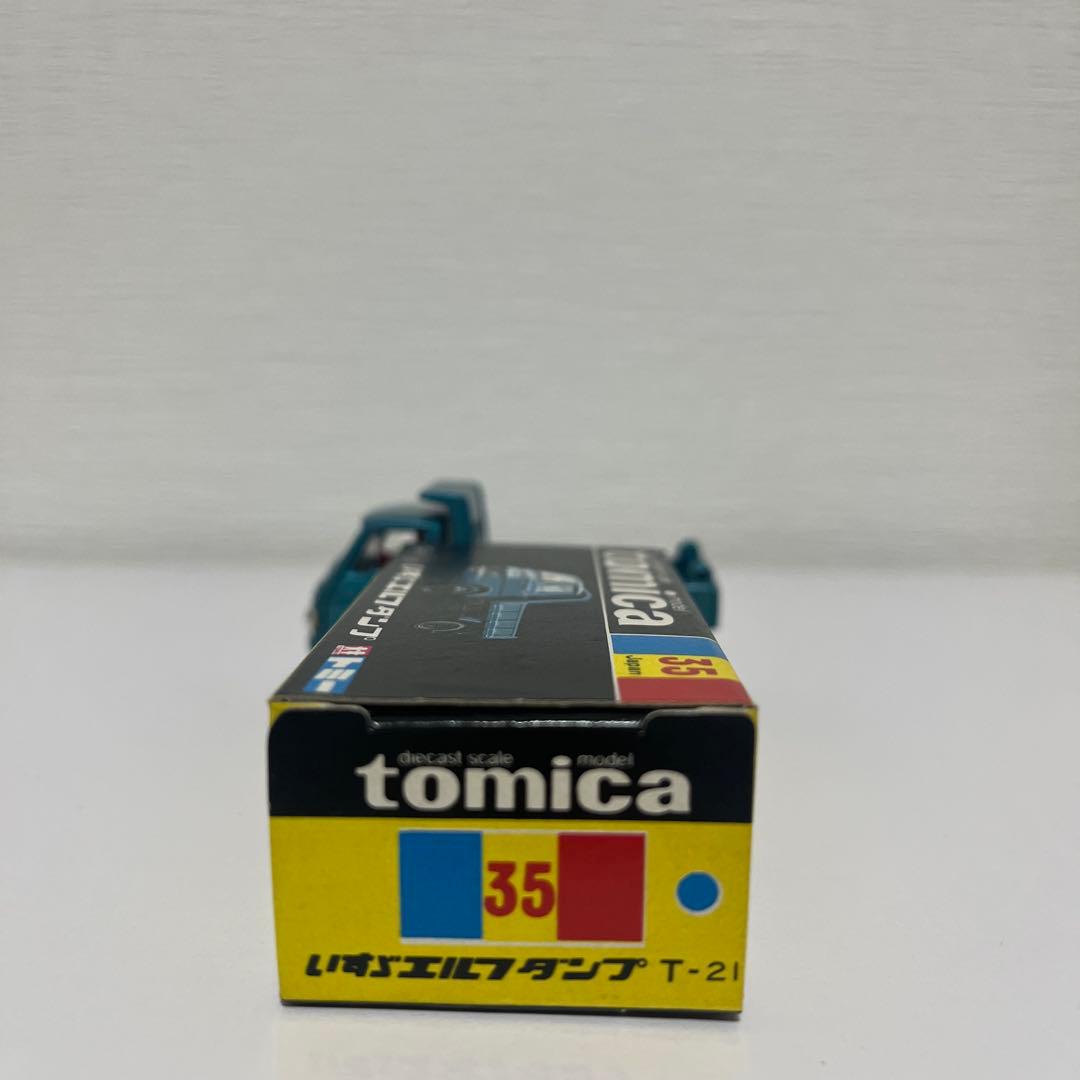 いすゞエルフダンプ
トミー
tomica
35
Japan
diecast scale model
tomica
35
いすゞエルフダンプ T-21